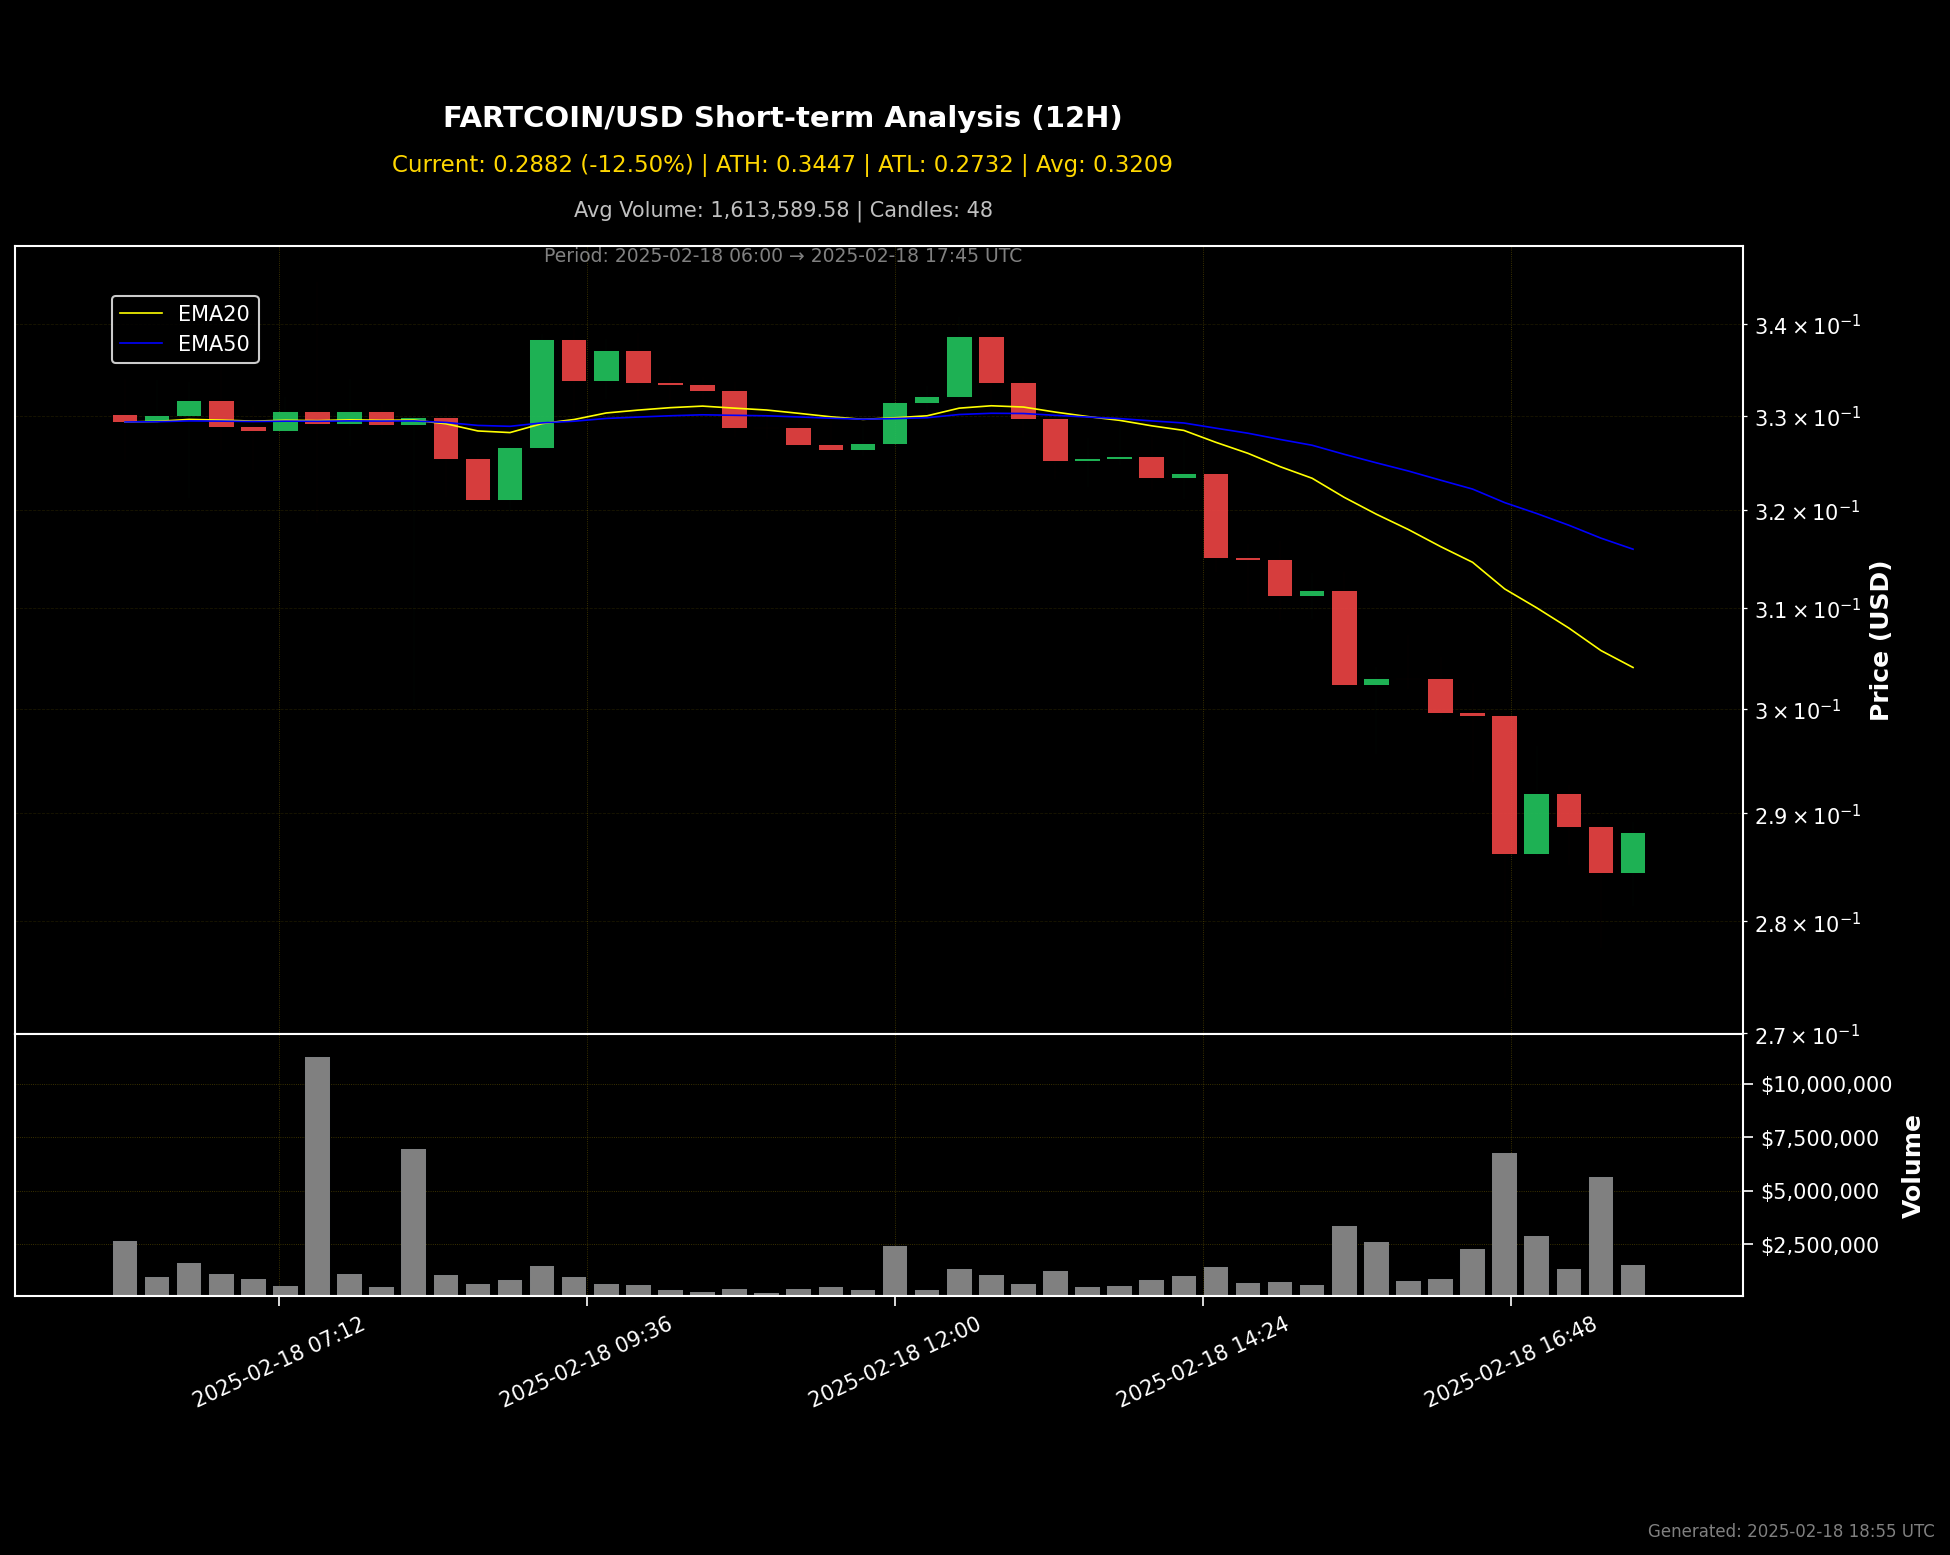 FARTCOIN/USD Short-term Analysis (12H)
Current: 0.2882 (-12.50%) | ATH: 0.3447 | ATL: 0.2732 | Avg: 0.3209
Avg Volume: 1,613,589.58 | Candles: 48
Period: 2025-02-18 06:00 → 2025-02-18 17:45 UTC
EMA20
EMA50
3.4 × 10⁻¹
3.3 × 10⁻¹
3.2 × 10⁻¹
3.1 × 10⁻¹
3 × 10⁻¹
2.9 × 10⁻¹
2.8 × 10⁻¹
2.7 × 10⁻¹
Price (USD)
$10,000,000
$7,500,000
$5,000,000
$2,500,000
Volume
2025-02-18 07:12
2025-02-18 09:36
2025-02-18 12:00
2025-02-18 14:24
2025-02-18 16:48
Generated: 2025-02-18 18:55 UTC